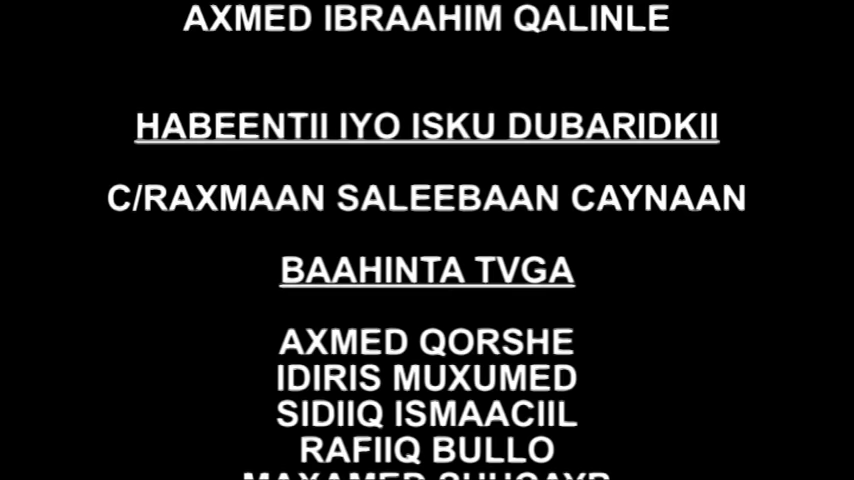 AXMED IBRAAHIM QALINLE
HABEENTII IYO ISKU DUBARIDKII
C/RAXMAAN SALEEBAAN CAYNAAN
BAAHINTA TVGA
AXMED QORSHE
IDIRIS MUXUMED
SIDIIQ ISMAACIIL
RAFIIQ BULLO